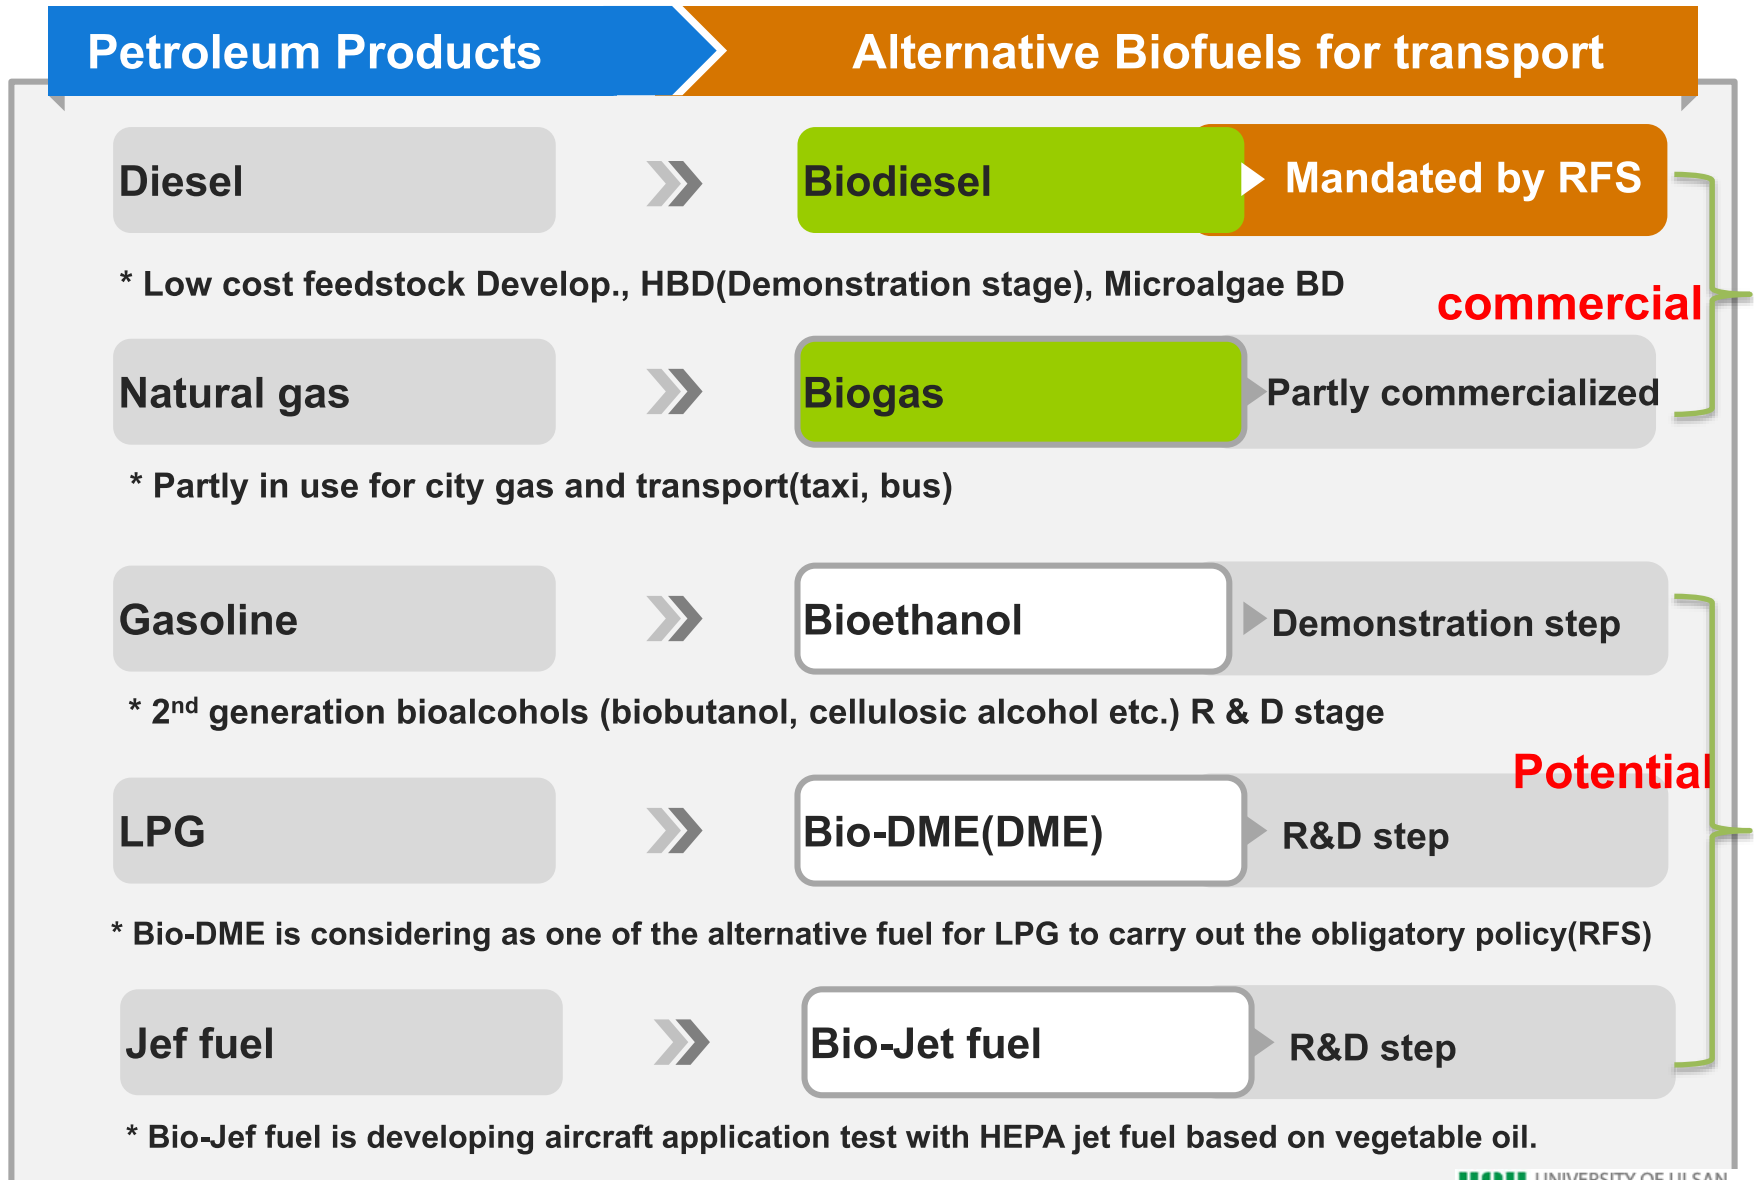 Petroleum Products
Alternative Biofuels for transport
Diesel
Biodiesel
Mandated by RFS
* Low cost feedstock Develop., HBD(Demonstration stage), Microalgae BD
commercial
Natural gas
Biogas
Partly commercialized
* Partly in use for city gas and transport(taxi, bus)
Gasoline
Bioethanol
Demonstration step
* 2nd generation bioalcohols (biobutanol, cellulosic alcohol etc.) R & D stage
Potential
LPG
Bio-DME(DME)
R&D step
* Bio-DME is considering as one of the alternative fuel for LPG to carry out the obligatory policy(RFS)
Jef fuel
Bio-Jet fuel
R&D step
* Bio-Jef fuel is developing aircraft application test with HEPA jet fuel based on vegetable oil.
UNIVERSITY OF ULSAN